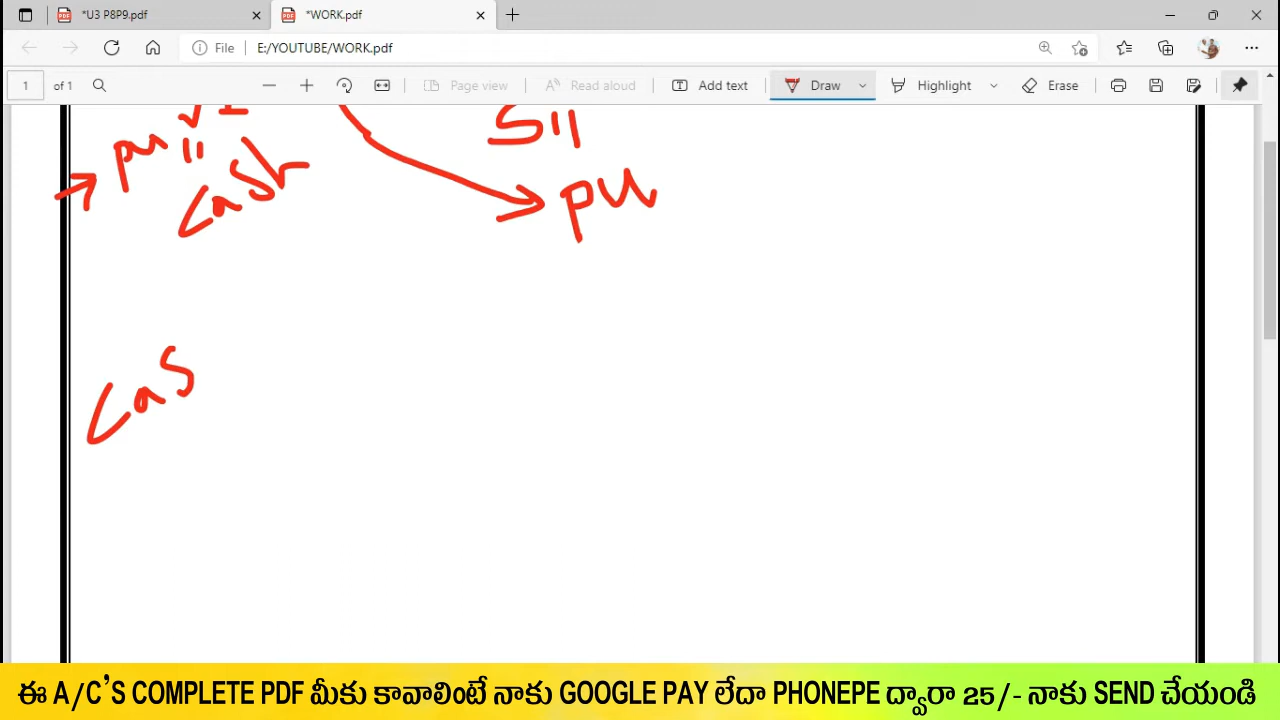 *U3 P8P9.pdf
*WORK.pdf
File
E:/YOUTUBE/WORK.pdf
1 of 1
Page view
Read aloud
Add text
Draw
Highlight
Erase
pu
cash
pu
cas
ఈ A/C'S COMPLETE PDF మీకు కావాలింటే నాకు GOOGLE PAY లేదా PHONEPE ద్వారా 25/- నాకు SEND చేయండి